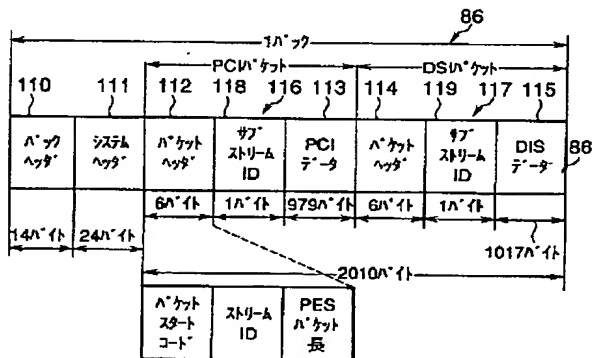 86
1パック
PCIパケット
DSIパケット
110
111
112
118
116
113
114
119
117
115
パック
ヘッダ
システム
ヘッダ
パケット
ヘッダ
サブ
ストリーム
ID
PCI
データ
パケット
ヘッダ
サブ
ストリーム
ID
DIS
データ
86
6バイト
1バイト
979バイト
6バイト
1バイト
14バイト
24バイト
1017バイト
2010バイト
パケット
スタート
コード
ストリーム
ID
PES
パケット
長